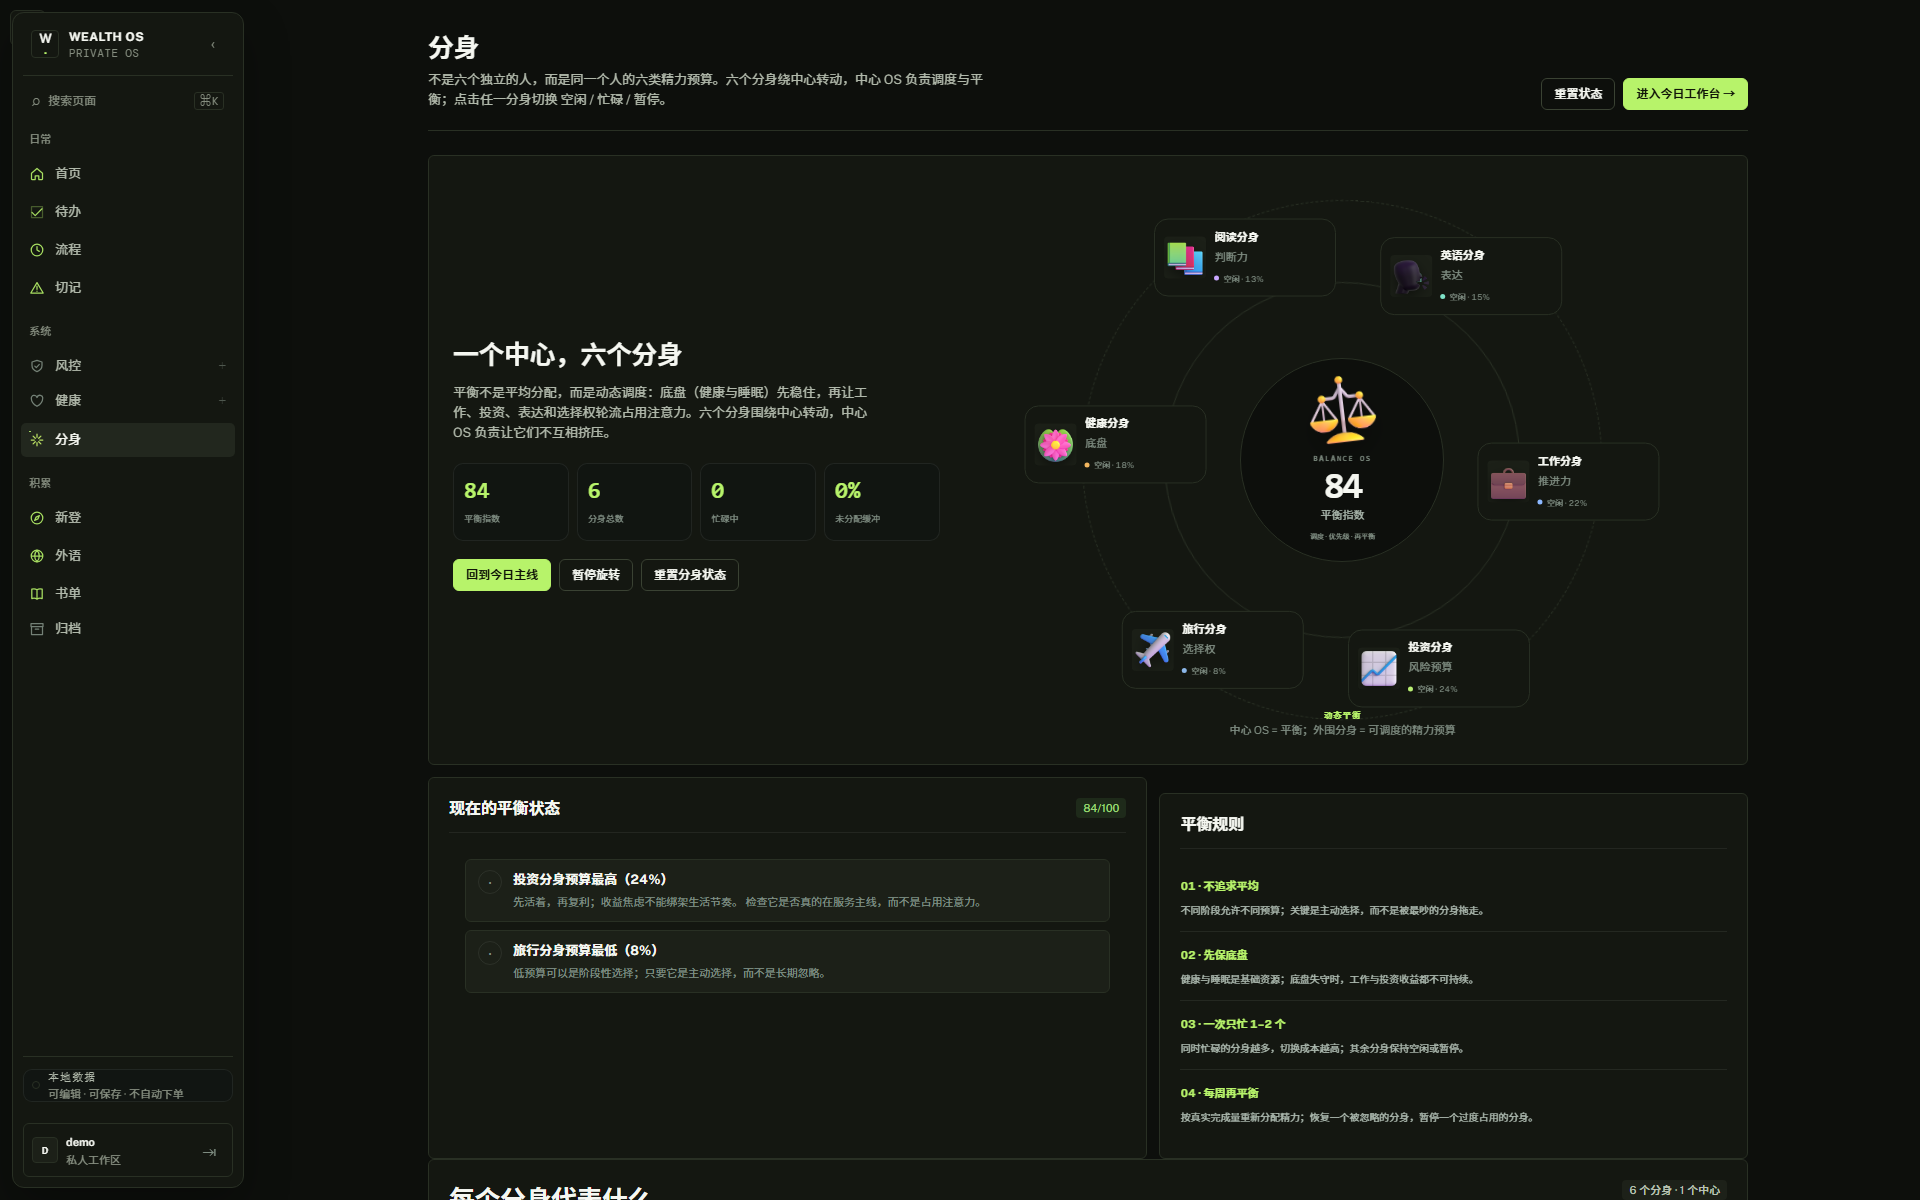 W
WEALTH OS
PRIVATE OS
‹
搜索页面
⌘K
日常
首页
待办
流程
切记
系统
风控 +
健康 +
分身
积累
新登
外语
书单
归档
本地数据
可编辑 · 可保存 · 不自动下单
D
demo
私人工作区
分身
不是六个独立的人，而是同一个人的六类精力预算。六个分身绕中心转动，中心 OS 负责调度与平
衡；点击任一分身切换 空闲 / 忙碌 / 暂停。
重置状态
进入今日工作台 →
一个中心，六个分身
平衡不是平均分配，而是动态调度：底盘（健康与睡眠）先稳住，再让工
作、投资、表达和选择权轮流占用注意力。六个分身围绕中心转动，中心
OS 负责让它们不互相挤压。
84
平衡指数
6
分身总数
0
忙碌中
0%
未分配缓冲
回到今日主线
暂停旋转
重置分身状态
阅读分身
判断力
空闲 · 13%
英语分身
表达
空闲 · 15%
健康分身
底盘
空闲 · 18%
BALANCE OS
84
平衡指数
调度 · 优先级 · 再平衡
工作分身
推进力
空闲 · 22%
旅行分身
选择权
空闲 · 8%
投资分身
风险预算
空闲 · 24%
动态平衡
中心 OS = 平衡；外围分身 = 可调度的精力预算
现在的平衡状态
84/100
投资分身预算最高（24%）
先活着，再复利；收益焦虑不能绑架生活节奏。 检查它是否真的在服务主线，而不是占用注意力。
旅行分身预算最低（8%）
低预算可以是阶段性选择；只要它是主动选择，而不是长期忽略。
平衡规则
01 · 不追求平均
不同阶段允许不同预算；关键是主动选择，而不是被最吵的分身拖走。
02 · 先保底盘
健康与睡眠是基础资源；底盘失守时，工作与投资收益都不可持续。
03 · 一次只忙 1–2 个
同时忙碌的分身越多，切换成本越高；其余分身保持空闲或暂停。
04 · 每周再平衡
按真实完成量重新分配精力；恢复一个被忽略的分身，暂停一个过度占用的分身。
每个分身代表什么
6 个分身 · 1 个中心